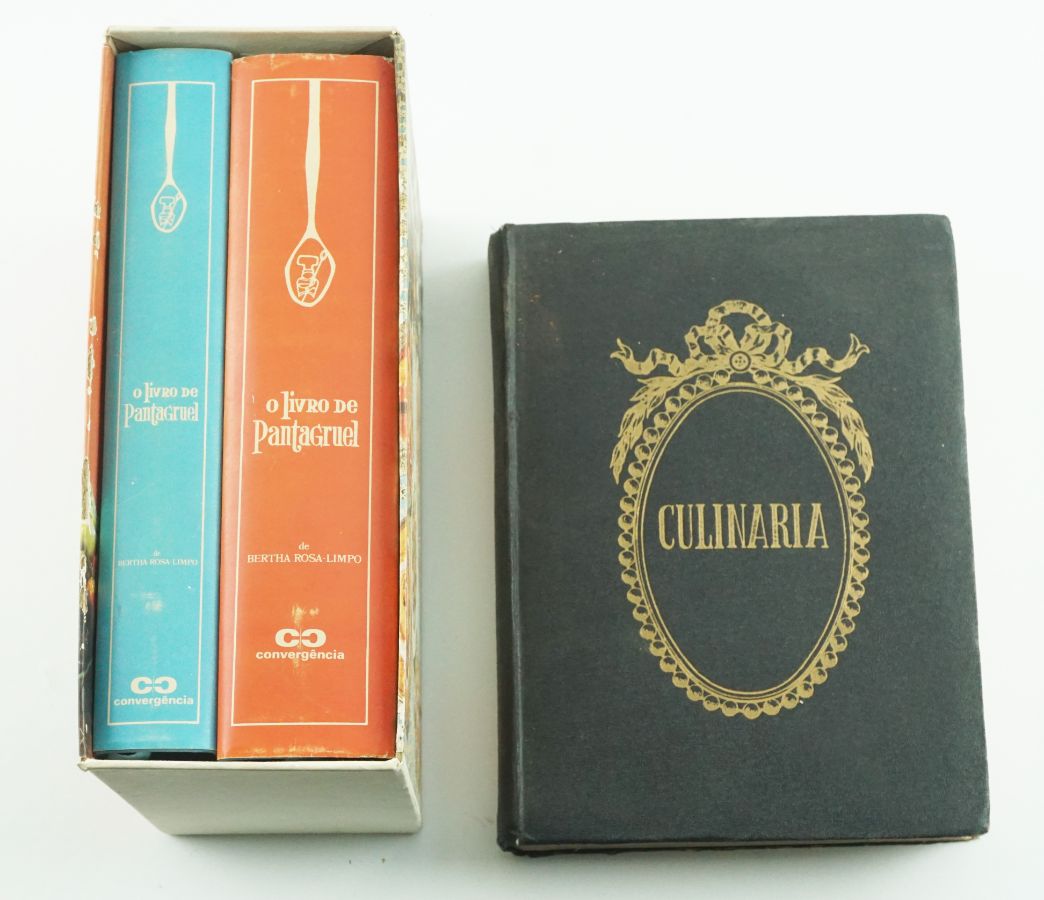 O LIVRO DE
PANTAGRUEL
de
BERTHA ROSA-LIMPO
convergência
O LIVRO DE
PANTAGRUEL
de
BERTHA ROSA-LIMPO
convergência
CULINARIA